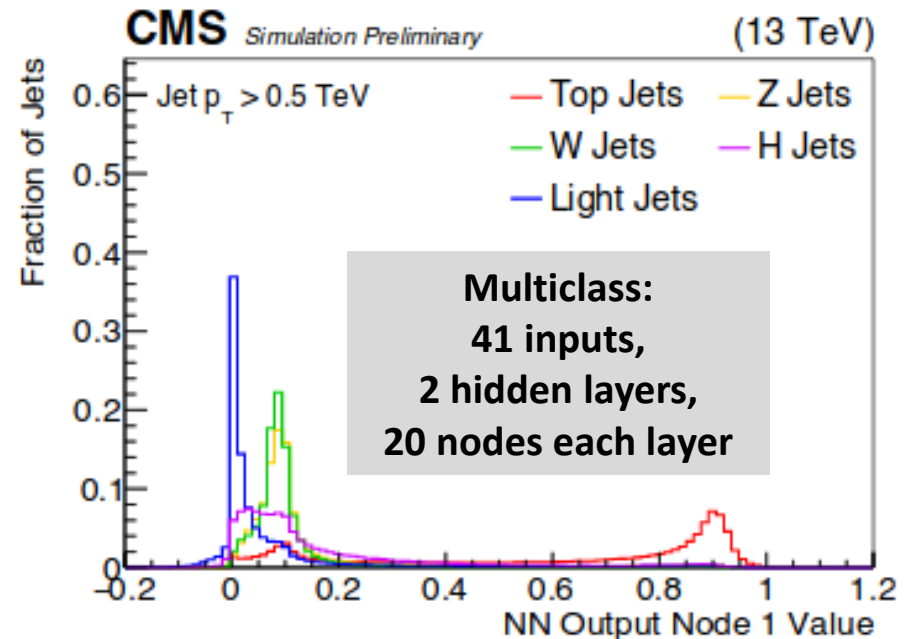 CMS Simulation Preliminary (13 TeV)
Fraction of Jets
Jet p_T > 0.5 TeV
Top Jets
Z Jets
W Jets
H Jets
Light Jets
Multiclass:
41 inputs,
2 hidden layers,
20 nodes each layer
0.6
0.5
0.4
0.3
0.2
0.1
0
-0.2 0 0.2 0.4 0.6 0.8 1 1.2
NN Output Node 1 Value